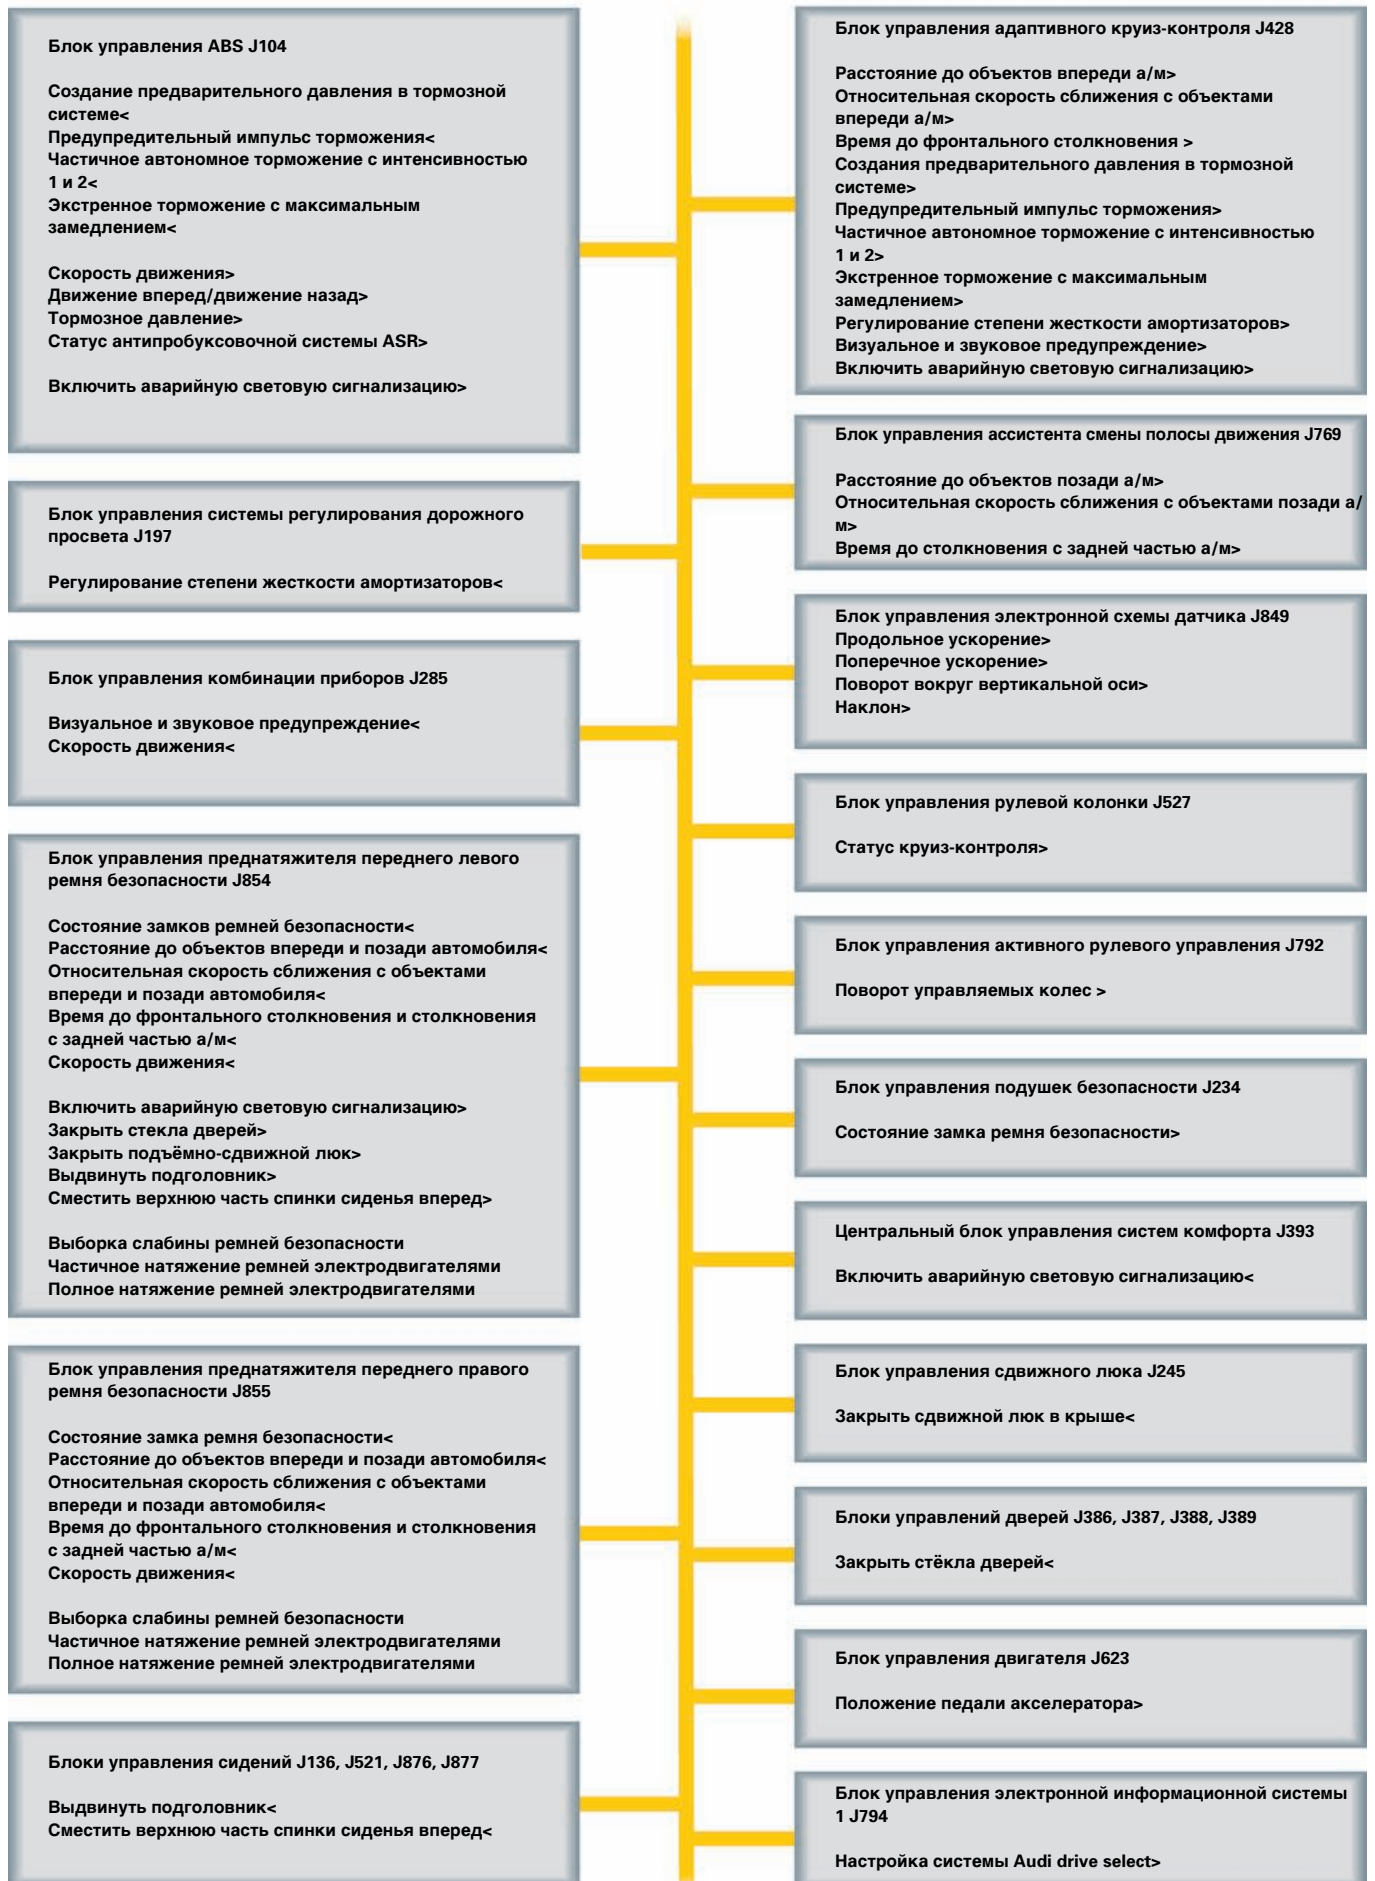 Блок управления ABS J104
Создание предварительного давления в тормозной
системе<
Предупредительный импульс торможения<
Частичное автономное торможение с интенсивностью
1 и 2<
Экстренное торможение с максимальным
замедлением<
Скорость движения>
Движение вперед/движение назад>
Тормозное давление>
Статус антипробуксовочной системы ASR>
Включить аварийную световую сигнализацию>
Блок управления системы регулирования дорожного
просвета J197
Регулирование степени жесткости амортизаторов<
Блок управления комбинации приборов J285
Визуальное и звуковое предупреждение<
Скорость движения<
Блок управления преднатяжителя переднего левого
ремня безопасности J854
Состояние замков ремней безопасности<
Расстояние до объектов впереди и позади автомобиля<
Относительная скорость сближения с объектами
впереди и позади автомобиля<
Время до фронтального столкновения и столкновения
с задней частью а/м<
Скорость движения<
Включить аварийную световую сигнализацию>
Закрыть стекла дверей>
Закрыть подъёмно-сдвижной люк>
Выдвинуть подголовник>
Сместить верхнюю часть спинки сиденья вперед>
Выборка слабины ремней безопасности
Частичное натяжение ремней электродвигателями
Полное натяжение ремней электродвигателями
Блок управления преднатяжителя переднего правого
ремня безопасности J855
Состояние замка ремня безопасности<
Расстояние до объектов впереди и позади автомобиля<
Относительная скорость сближения с объектами
впереди и позади автомобиля<
Время до фронтального столкновения и столкновения
с задней частью а/м<
Скорость движения<
Выборка слабины ремней безопасности
Частичное натяжение ремней электродвигателями
Полное натяжение ремней электродвигателями
Блоки управления сидений J136, J521, J876, J877
Выдвинуть подголовник<
Сместить верхнюю часть спинки сиденья вперед<
Блок управления адаптивного круиз-контроля J428
Расстояние до объектов впереди а/м>
Относительная скорость сближения с объектами
впереди а/м>
Время до фронтального столкновения >
Создания предварительного давления в тормозной
системе>
Предупредительный импульс торможения>
Частичное автономное торможение с интенсивностью
1 и 2>
Экстренное торможение с максимальным
замедлением>
Регулирование степени жесткости амортизаторов>
Визуальное и звуковое предупреждение>
Включить аварийную световую сигнализацию>
Блок управления ассистента смены полосы движения J769
Расстояние до объектов позади а/м>
Относительная скорость сближения с объектами позади а/
м>
Время до столкновения с задней частью а/м>
Блок управления электронной схемы датчика J849
Продольное ускорение>
Поперечное ускорение>
Поворот вокруг вертикальной оси>
Наклон>
Блок управления рулевой колонки J527
Статус круиз-контроля>
Блок управления активного рулевого управления J792
Поворот управляемых колес >
Блок управления подушек безопасности J234
Состояние замка ремня безопасности>
Центральный блок управления систем комфорта J393
Включить аварийную световую сигнализацию<
Блок управления сдвижного люка J245
Закрыть сдвижной люк в крыше<
Блоки управлений дверей J386, J387, J388, J389
Закрыть стёкла дверей<
Блок управления двигателя J623
Положение педали акселератора>
Блок управления электронной информационной системы
1 J794
Настройка системы Audi drive select>